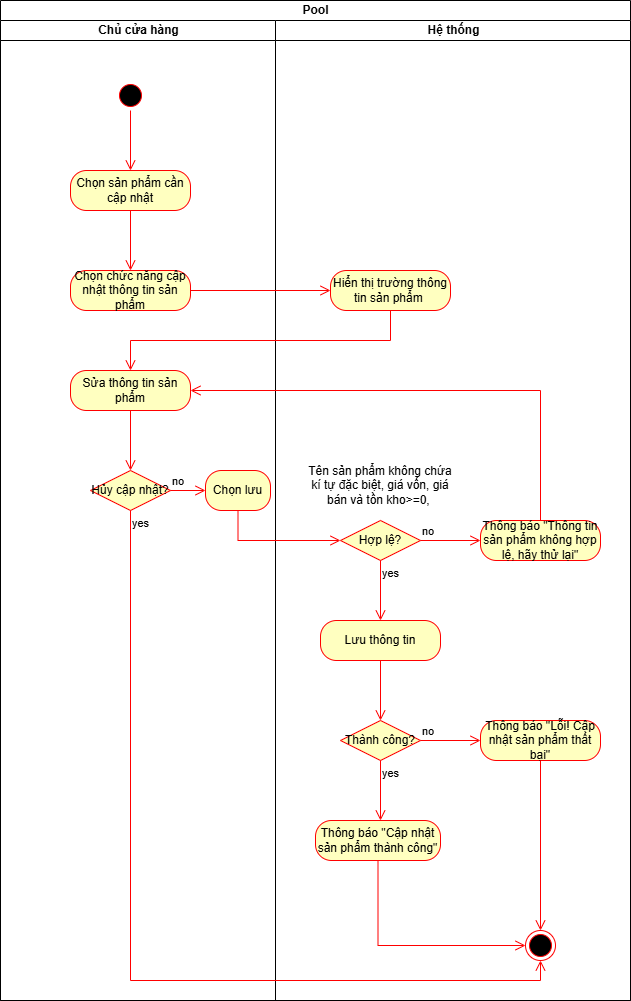 Pool
Chủ cửa hàng
Hệ thống
Chọn sản phẩm cần
cập nhật
Chọn chức năng cập
nhật thông tin sản
phẩm
Hiển thị trường thông
tin sản phẩm
Sửa thông tin sản
phẩm
Hủy cập nhật?
no
yes
Chọn lưu
Tên sản phẩm không chứa
kí tự đặc biệt, giá vốn, giá
bán và tồn kho>=0,
Hợp lệ?
no
yes
Thông báo "Thông tin
sản phẩm không hợp
lệ, hãy thử lại"
Lưu thông tin
Thành công?
no
yes
Thông báo "Lỗi! Cập
nhật sản phẩm thất
bại"
Thông báo "Cập nhật
sản phẩm thành công"